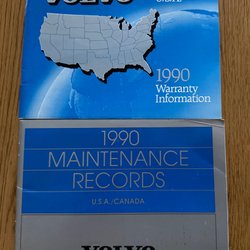 VOLVO
U.S.A.
1990
Warranty
Information
1990
MAINTENANCE
RECORDS
U.S.A./CANADA
VOLVO